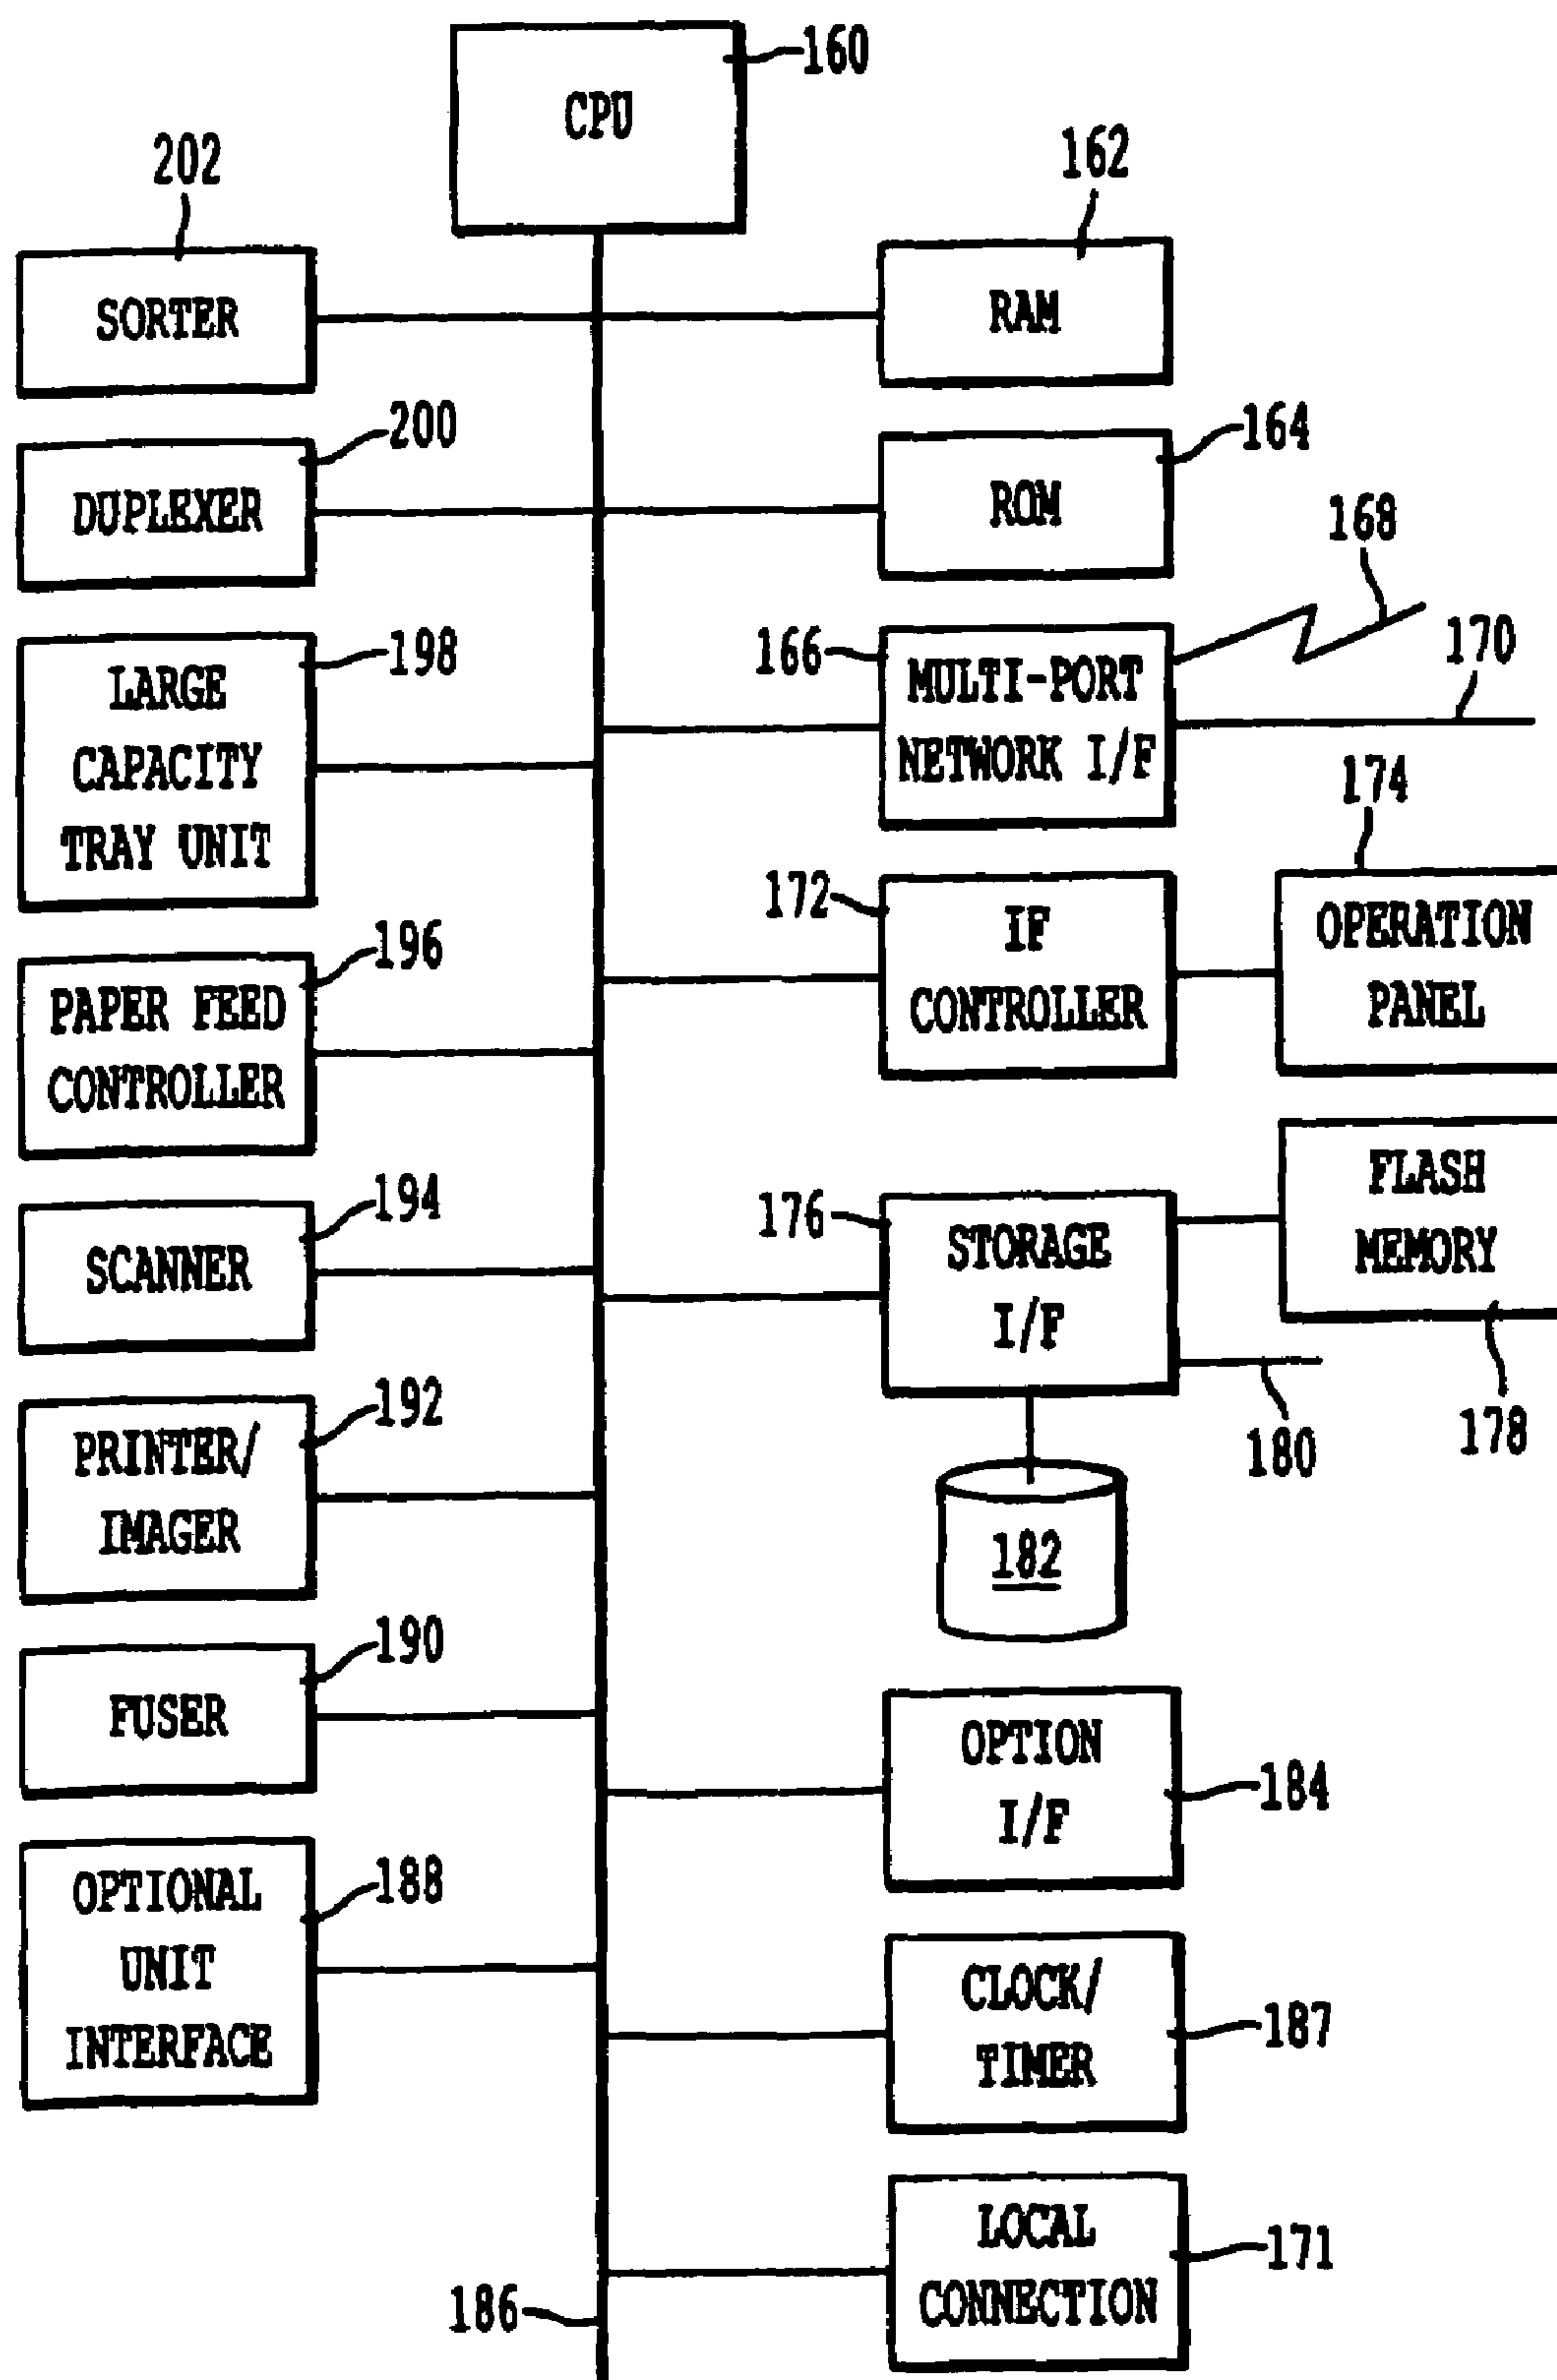 160
CPU
202
162
SORTER
RAM
200
164
DUPLEXER
ROM
168
198
166
170
LARGE
CAPACITY
TRAY UNIT
MULTI-PORT
NETWORK I/F
174
172
IF
CONTROLLER
OPERATION
PANEL
196
PAPER FEED
CONTROLLER
194
SCANNER
176
STORAGE
I/F
FLASH
MEMORY
178
180
192
PRINTER/
IMAGER
182
190
FUSER
OPTION
I/F
184
188
OPTIONAL
UNIT
INTERFACE
CLOCK/
TIMER
187
LOCAL
CONNECTION
171
186